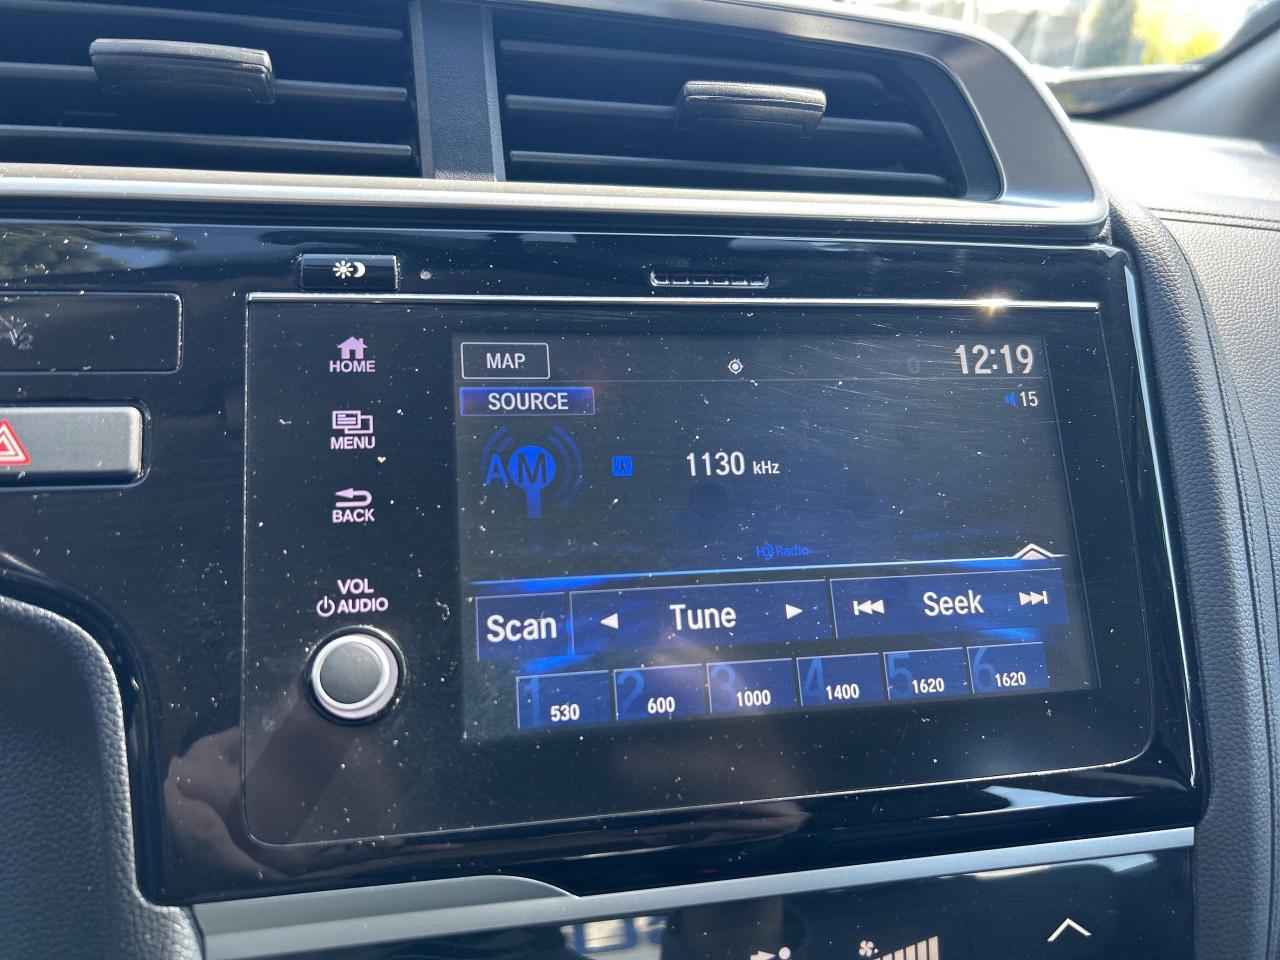 HOME
MENU
BACK
VOL
AUDIO
MAP
12:19
SOURCE
15
AM
1130 kHz
HD Radio
Scan
Tune
Seek
1 530
2 600
3 1000
4 1400
5 1620
6 1620